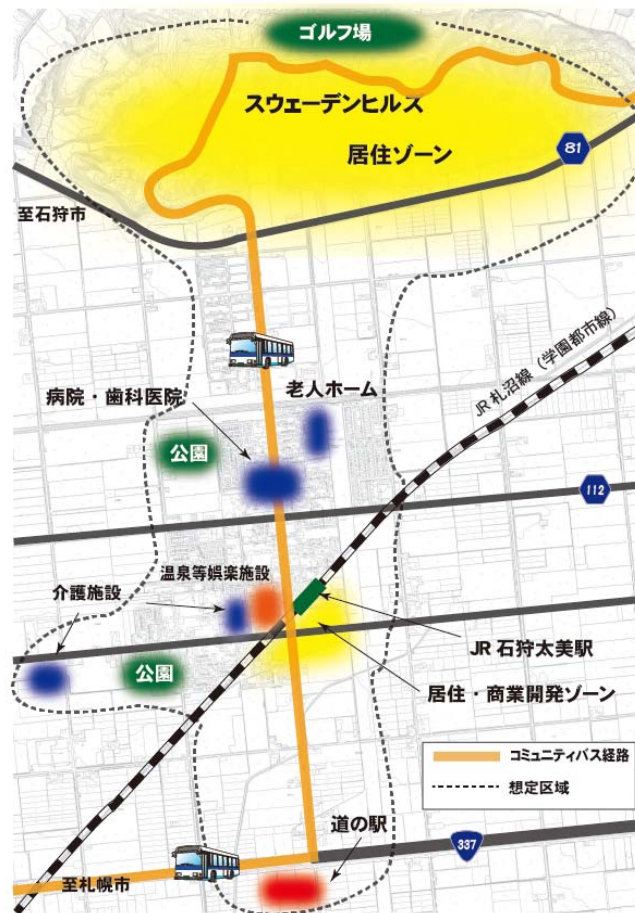 ゴルフ場
スウェーデンヒルズ
居住ゾーン
81
至石狩市
JR 札沼線（学園都市線）
病院・歯科医院
老人ホーム
公園
112
温泉等娯楽施設
介護施設
JR 石狩太美駅
公園
居住・商業開発ゾーン
コミュニティバス経路
想定区域
道の駅
337
至札幌市